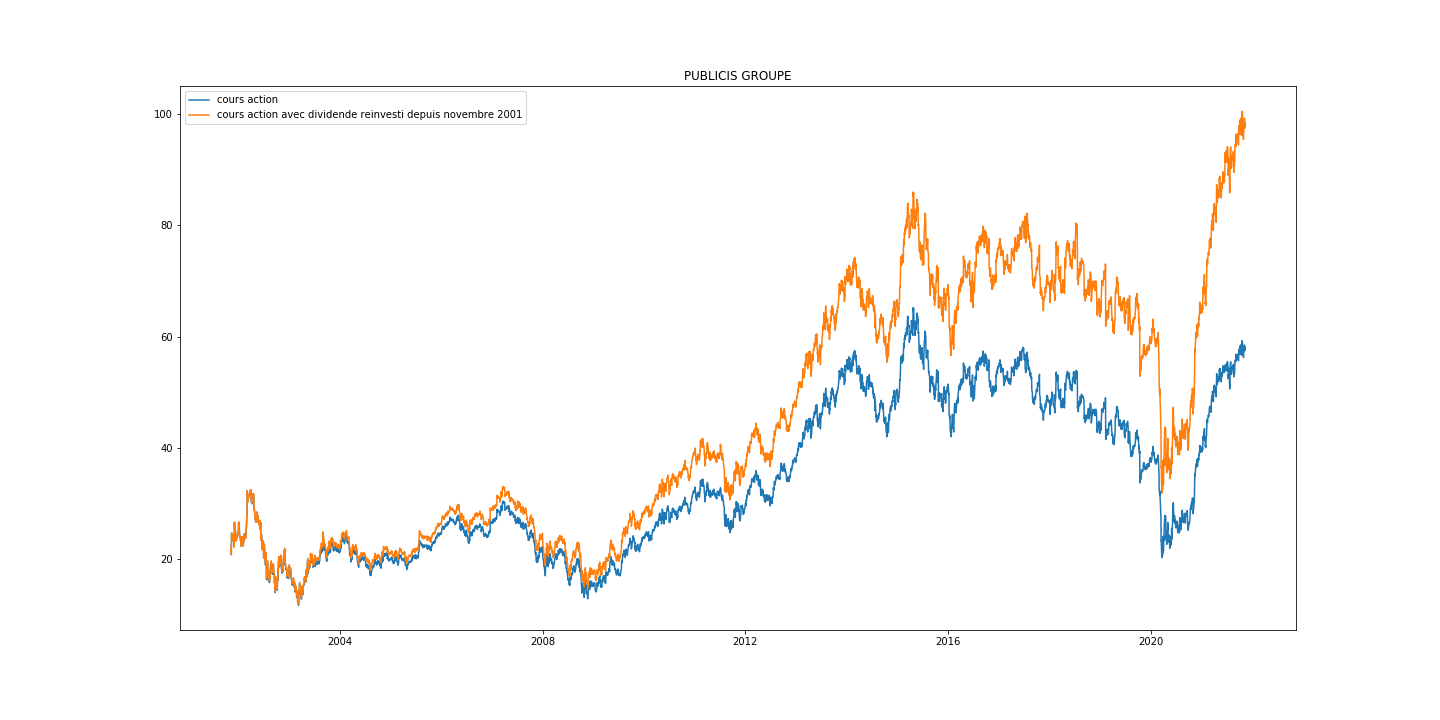 PUBLICIS GROUPE
cours action
cours action avec dividende reinvesti depuis novembre 2001
100
80
60
40
20
2004 2008 2012 2016 2020